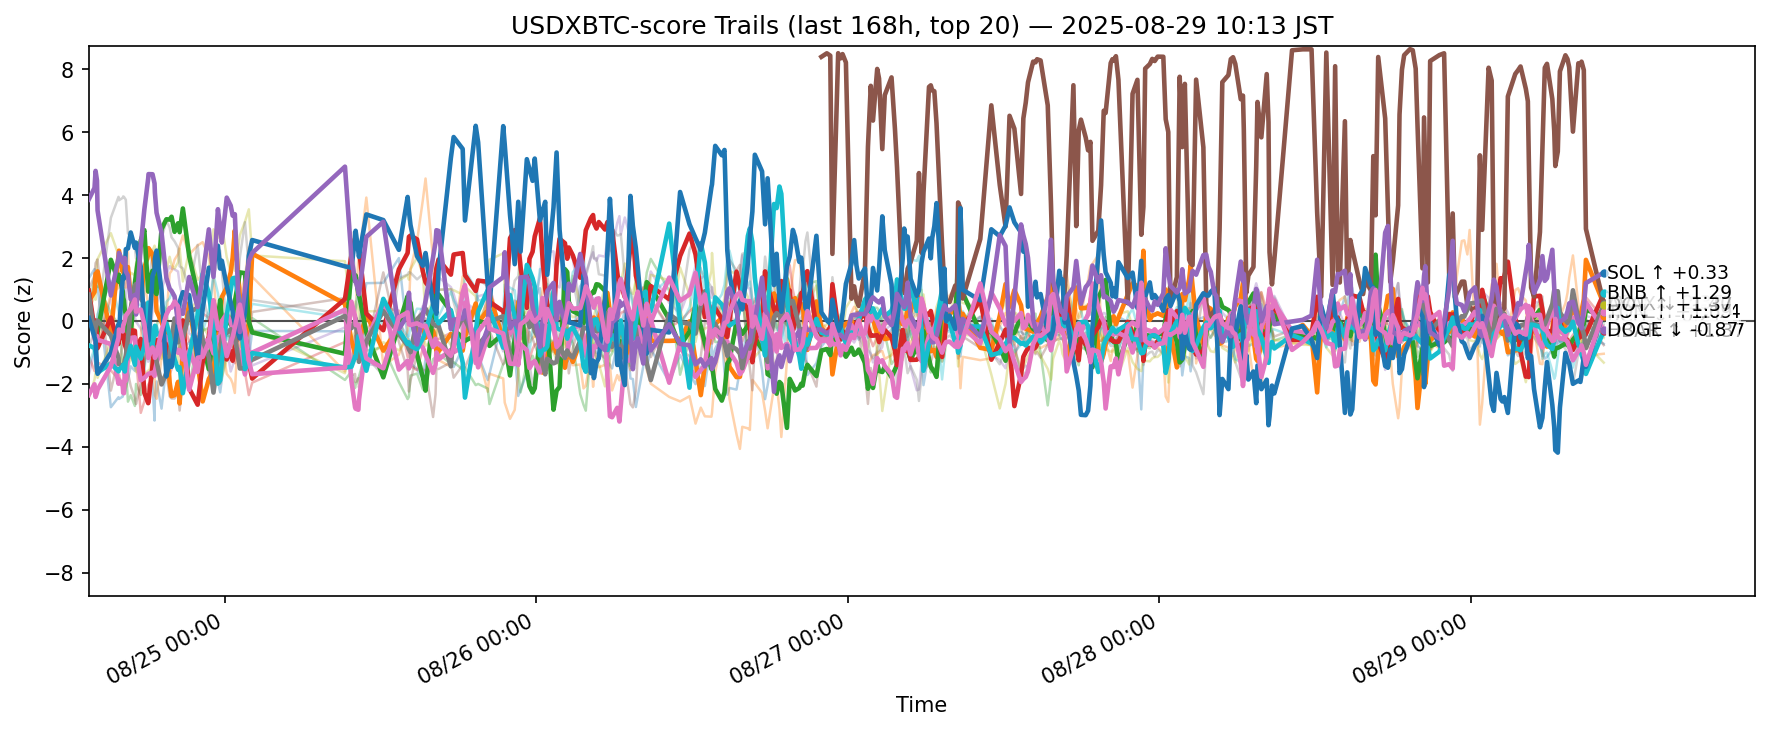 USDXBTC-score Trails (last 168h, top 20) — 2025-08-29 10:13 JST
Score (z)
8
6
4
2
0
−2
−4
−6
−8
SOL ↑ +0.33
BNB ↑ +1.29
DOGE ↓ -0.87
08/25 00:00
08/26 00:00
08/27 00:00
08/28 00:00
08/29 00:00
Time